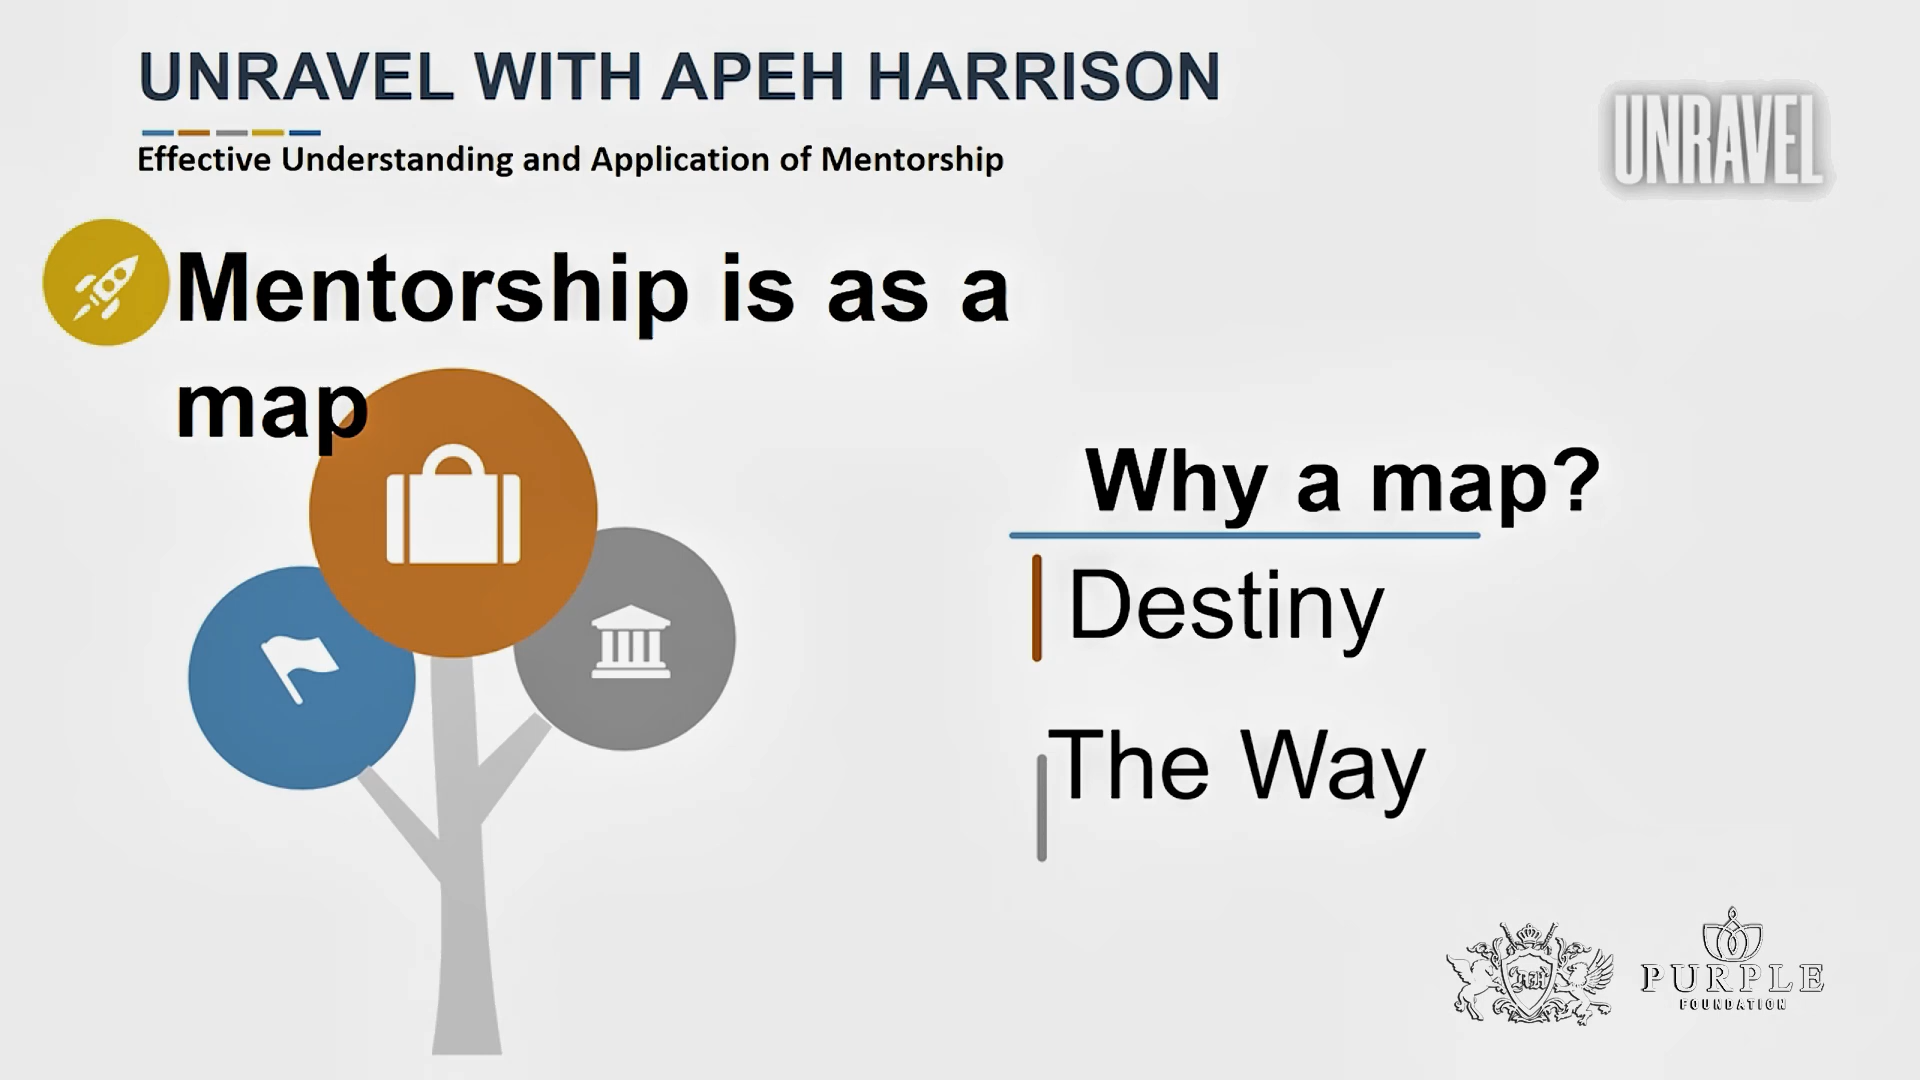 UNRAVEL WITH APEH HARRISON
Effective Understanding and Application of Mentorship
UNRAVEL
Mentorship is as a
map
Why a map?
Destiny
The Way
PURPLE
FOUNDATION